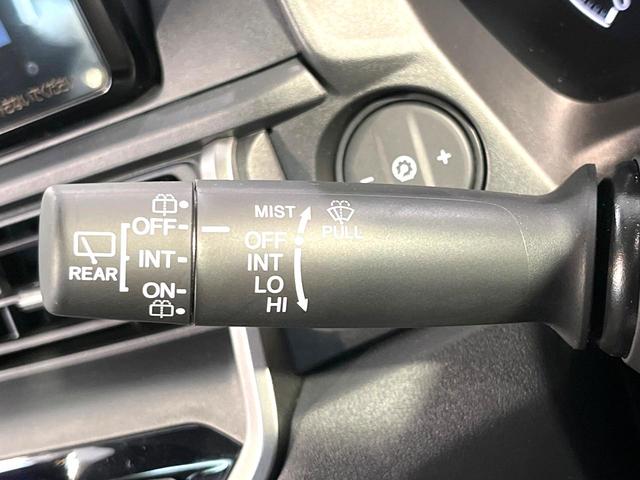 MIST
PULL
OFF
INT
LO
HI
OFF
INT
ON
REAR
+
-